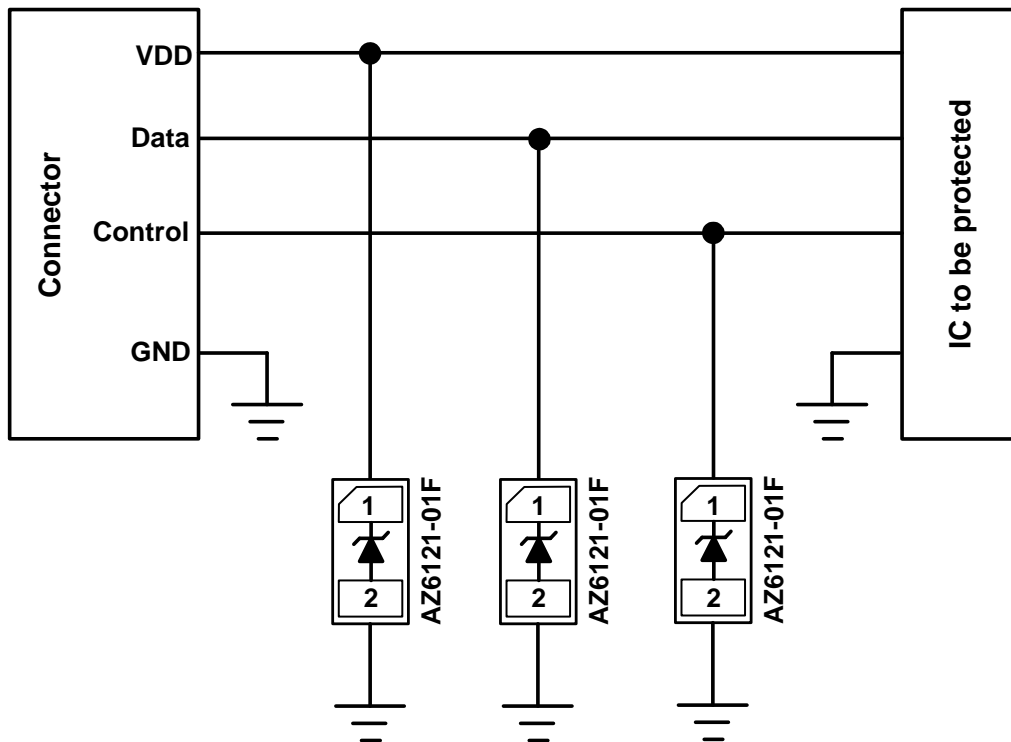 Connector
VDD
Data
Control
GND
IC to be protected
1
2
AZ6121-01F
1
2
AZ6121-01F
1
2
AZ6121-01F